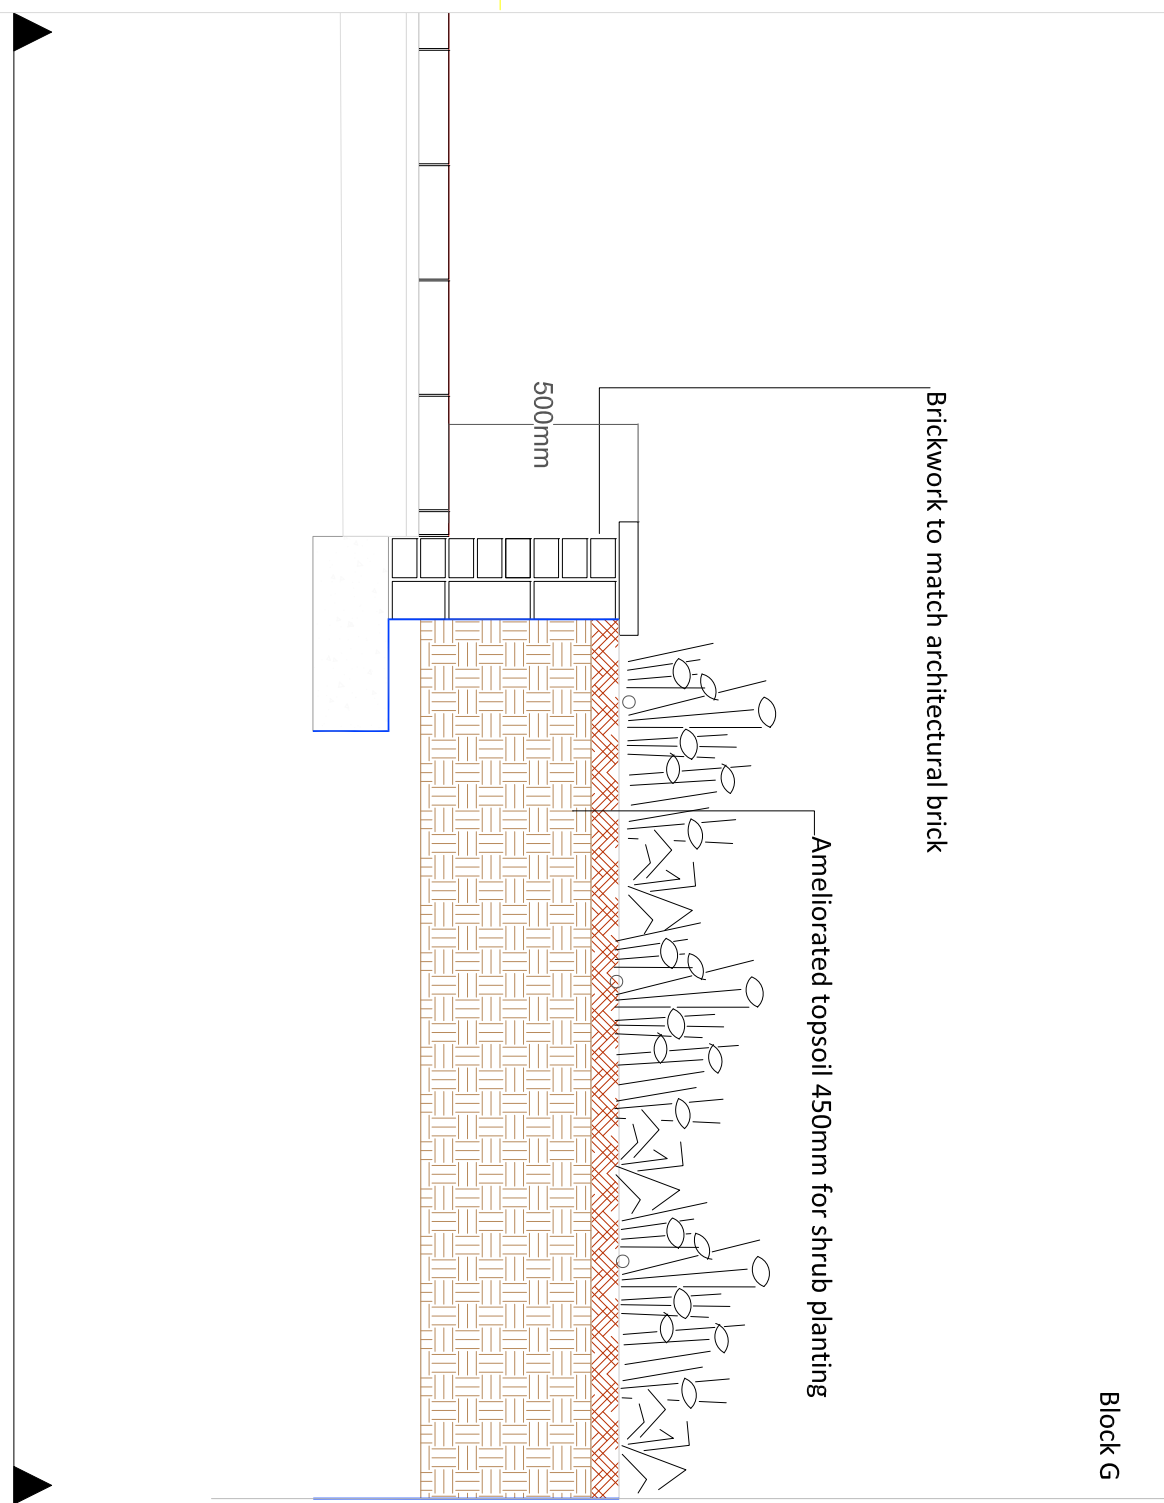 Block G
Brickwork to match architectural brick
Ameliorated topsoil 450mm for shrub planting
500mm